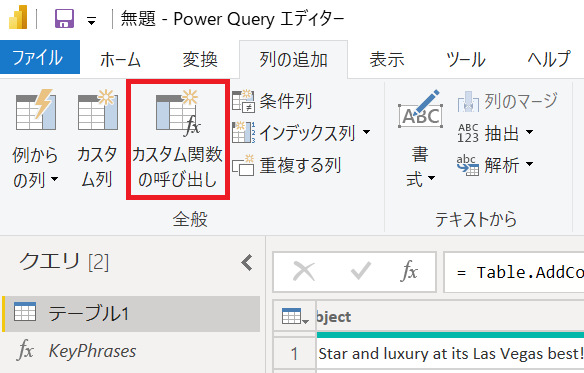 無題 - Power Query エディター
ファイル ホーム 変換 列の追加 表示 ツール ヘルプ
例から
の列
カスタ
ム列
カスタム関数
の呼び出し
fx
条件列
インデックス列
重複する列
全般
ABC
書
式
列のマージ
ABC
123
抽出
abc
解析
テキストから
クエリ [2]
fx
= Table.AddCo
テーブル1
fx KeyPhrases
bject
1 Star and luxury at its Las Vegas best!